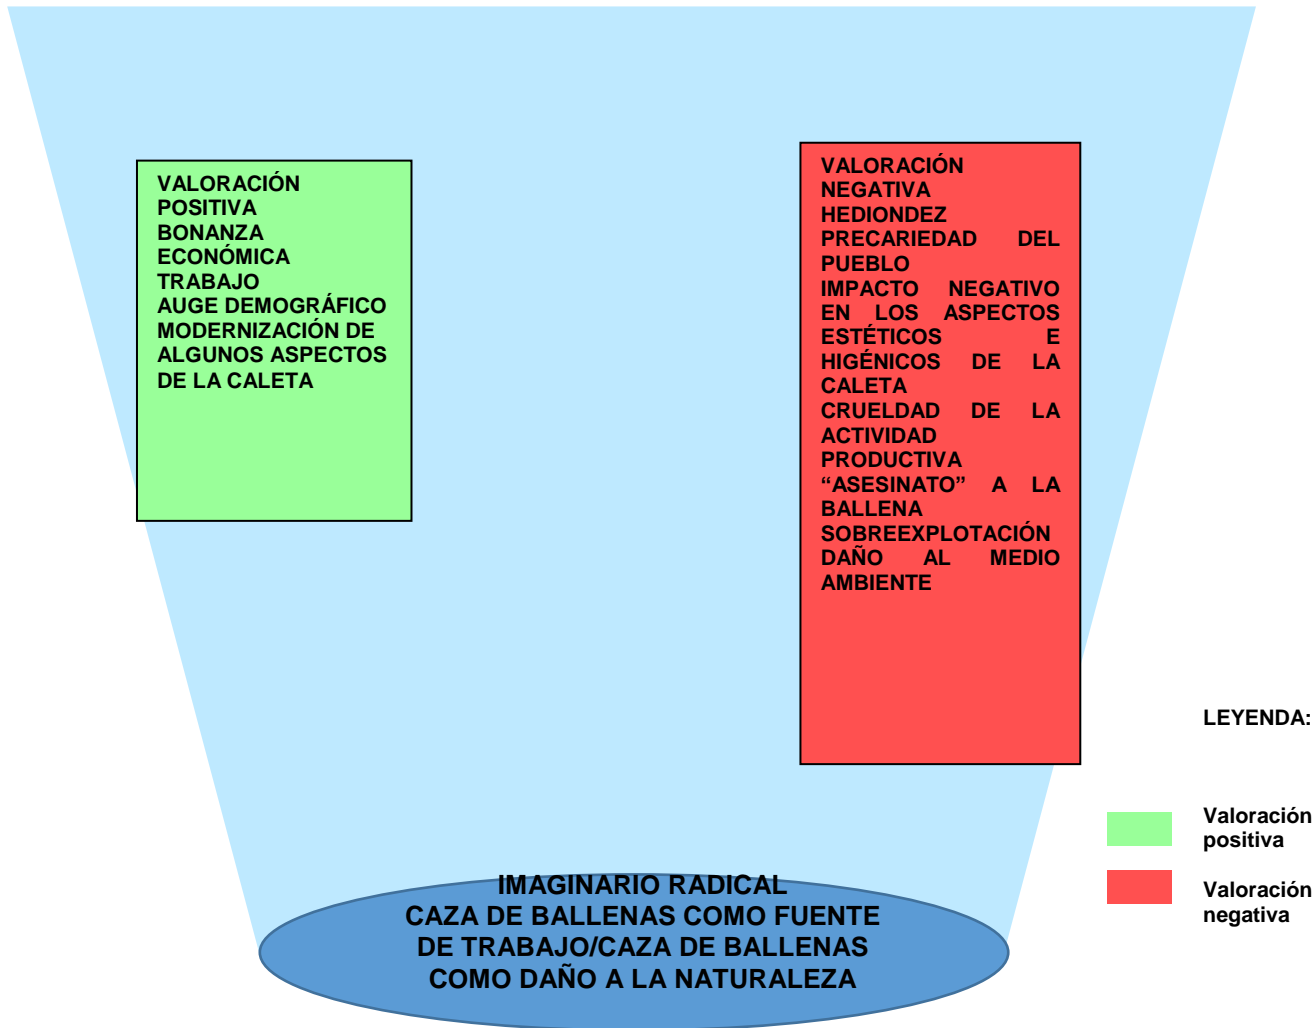 VALORACIÓN
POSITIVA
BONANZA
ECONÓMICA
TRABAJO
AUGE DEMOGRÁFICO
MODERNIZACIÓN DE
ALGUNOS ASPECTOS
DE LA CALETA
VALORACIÓN
NEGATIVA
HEDIONDEZ
PRECARIEDAD DEL
PUEBLO
IMPACTO NEGATIVO
EN LOS ASPECTOS
ESTÉTICOS E
HIGÉNICOS DE LA
CALETA
CRUELDAD DE LA
ACTIVIDAD
PRODUCTIVA
“ASESINATO” A LA
BALLENA
SOBREEXPLOTACIÓN
DAÑO AL MEDIO
AMBIENTE
LEYENDA:
Valoración
positiva
Valoración
negativa
IMAGINARIO RADICAL
CAZA DE BALLENAS COMO FUENTE
DE TRABAJO/CAZA DE BALLENAS
COMO DAÑO A LA NATURALEZA